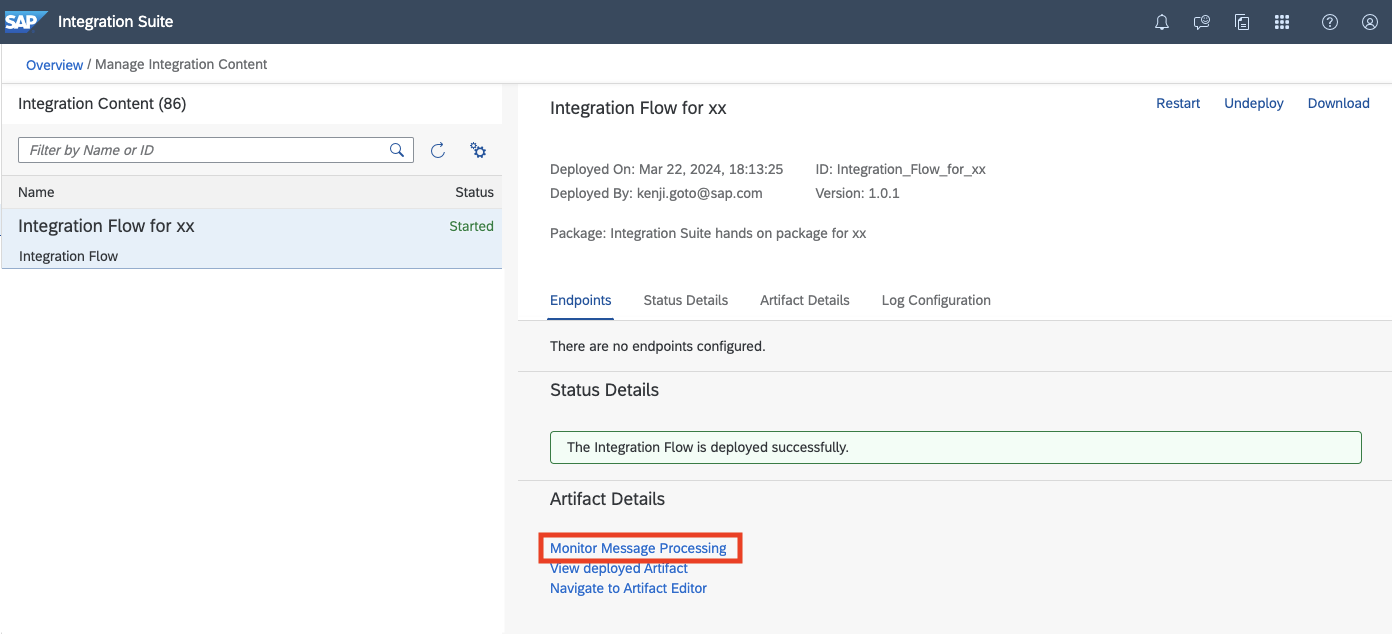 SAP Integration Suite
Overview / Manage Integration Content
Integration Content (86)
Filter by Name or ID
Name Status
Integration Flow for xx Started
Integration Flow
Integration Flow for xx
Restart Undeploy Download
Deployed On: Mar 22, 2024, 18:13:25 ID: Integration_Flow_for_xx
Deployed By: kenji.goto@sap.com Version: 1.0.1
Package: Integration Suite hands on package for xx
Endpoints Status Details Artifact Details Log Configuration
There are no endpoints configured.
Status Details
The Integration Flow is deployed successfully.
Artifact Details
Monitor Message Processing
View deployed Artifact
Navigate to Artifact Editor